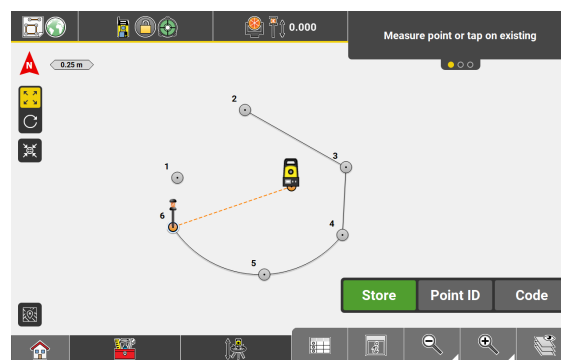 0.000
Measure point or tap on existing
N
0.25 m
2
1
3
6
4
5
Store Point ID Code